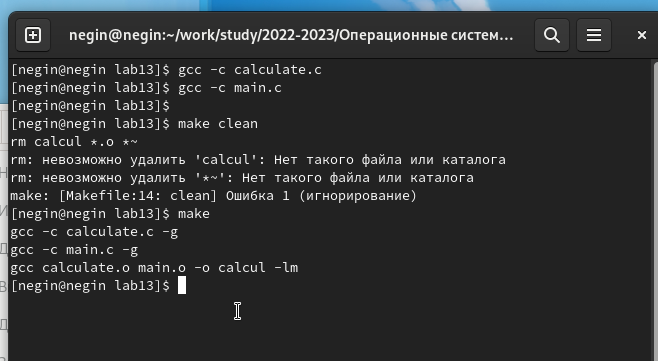 negin@negin:~/work/study/2022-2023/Операционные систем...
[negin@negin lab13]$ gcc -c calculate.c
[negin@negin lab13]$ gcc -c main.c
[negin@negin lab13]$
[negin@negin lab13]$ make clean
rm calcul *.o *~
rm: невозможно удалить 'calcul': Нет такого файла или каталога
rm: невозможно удалить '*~': Нет такого файла или каталога
make: [Makefile:14: clean] Ошибка 1 (игнорирование)
[negin@negin lab13]$ make
gcc -c calculate.c -g
gcc -c main.c -g
gcc calculate.o main.o -o calcul -lm
[negin@negin lab13]$